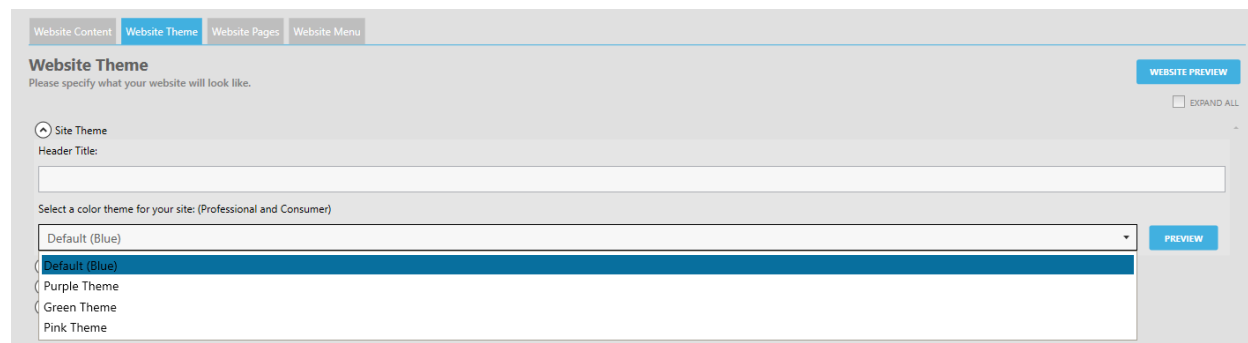 Website Content Website Theme Website Pages Website Menu
Website Theme
Please specify what your website will look like.
WEBSITE PREVIEW
EXPAND ALL
Site Theme
Header Title:
Select a color theme for your site: (Professional and Consumer)
Default (Blue)
PREVIEW
Default (Blue)
Purple Theme
Green Theme
Pink Theme